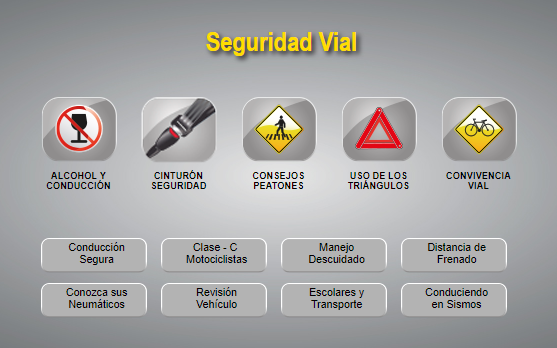 Seguridad Vial
ALCOHOL Y
CONDUCCIÓN
CINTURÓN
SEGURIDAD
CONSEJOS
PEATONES
USO DE LOS
TRIÁNGULOS
CONVIVENCIA
VIAL
Conducción
Segura
Clase - C
Motociclistas
Manejo
Descuidado
Distancia de
Frenado
Conozca sus
Neumáticos
Revisión
Vehículo
Escolares y
Transporte
Conduciendo
en Sismos